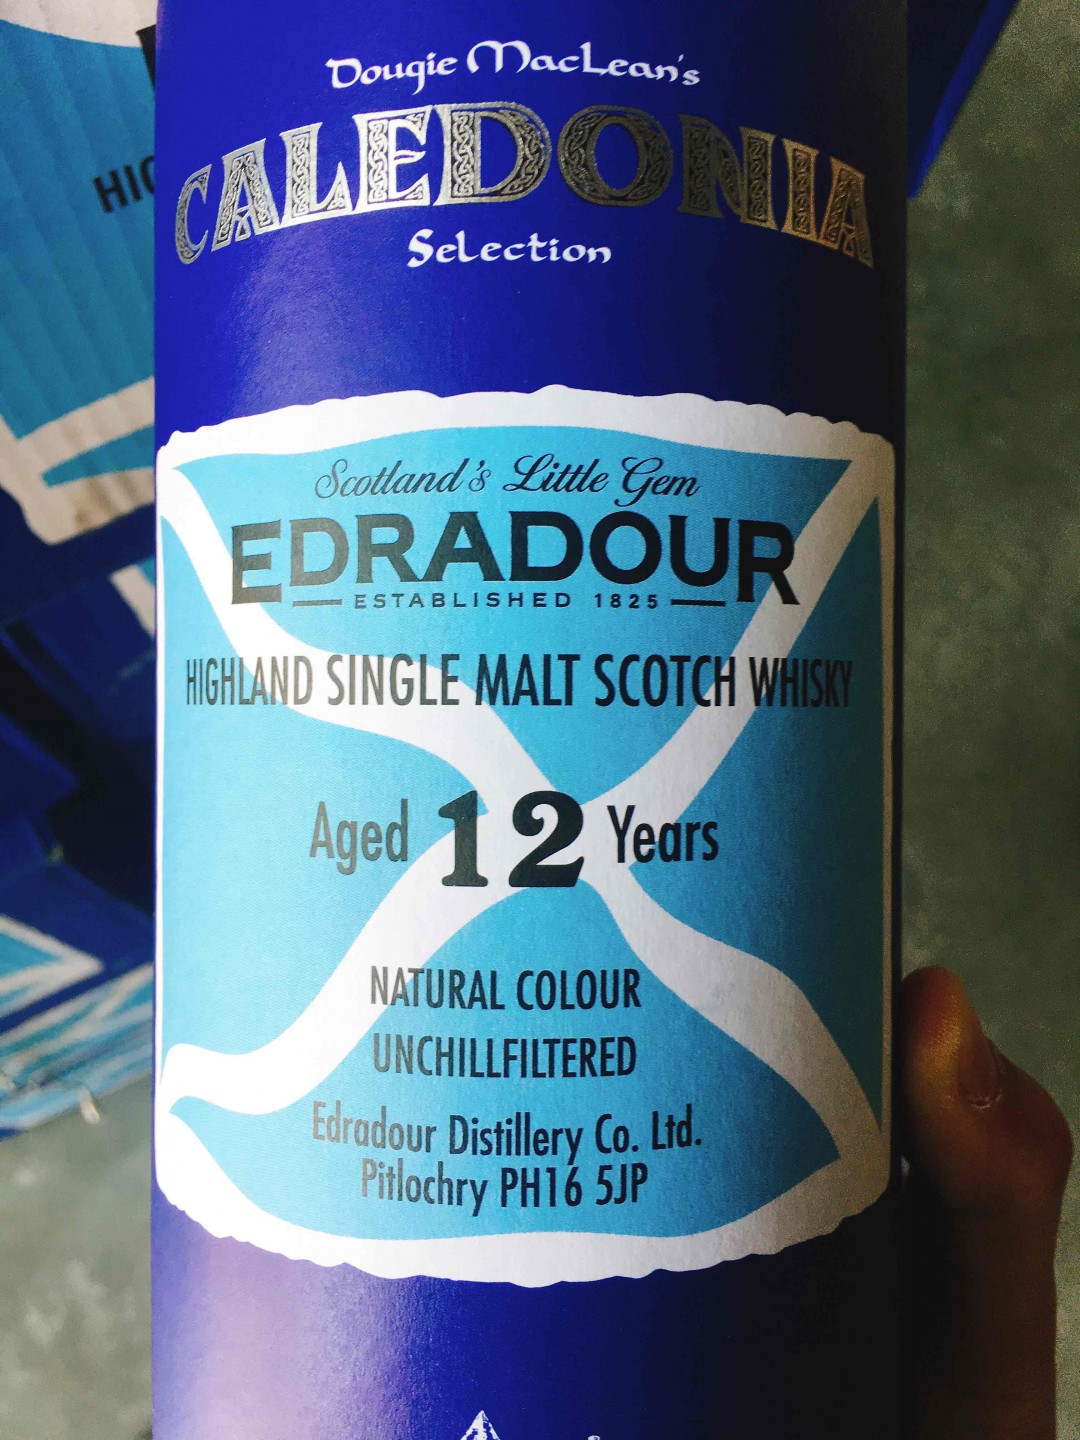 Dougie MacLean's
CALEDONIA
Selection
HIG
Scotland's Little Gem
EDRADOUR
ESTABLISHED 1825
HIGHLAND SINGLE MALT SCOTCH WHISKY
Aged 12 Years
NATURAL COLOUR
UNCHILLFILTERED
Edradour Distillery Co. Ltd.
Pitlochry PH16 5JP